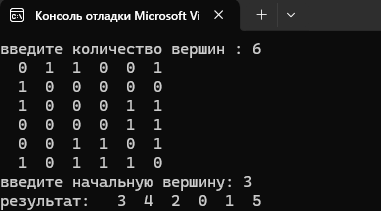 Консоль отладки Microsoft Vi
введите количество вершин : 6
0 1 1 0 0 1
1 0 0 0 0 0
1 0 0 0 1 1
0 0 0 0 1 1
0 0 1 1 0 1
1 0 1 1 1 0
введите начальную вершину: 3
результат: 3 4 2 0 1 5